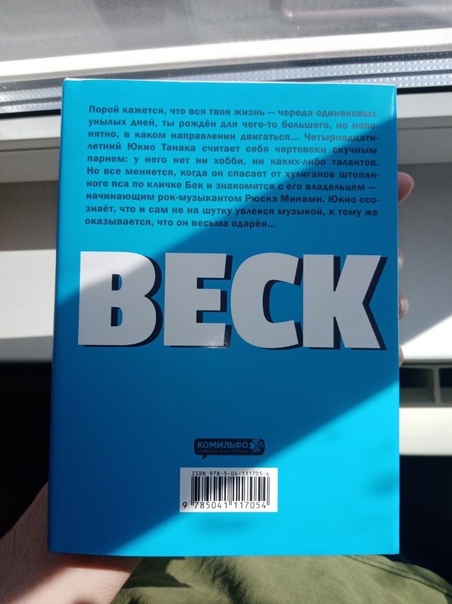 Порой кажется, что вся твоя жизнь — череда одинаковых
унылых дней, ты рождён для чего-то большего, но непо-
нятно, в каком направлении двигаться... Четырнадцати-
летний Юкио Танака считает себя чертовски скучным
парнем: у него нет ни хобби, ни каких-либо талантов.
Но все меняется, когда он спасает от хулиганов штопан-
ного пса по кличке Бек и знакомится с его владельцем —
начинающим рок-музыкантом Рюскэ Минами. Юкио осо-
знаёт, что и сам не на шутку увлекся музыкой, к тому же
оказывается, что он весьма одарён...
BECK
КОМИЛЬФО
ISBN 978-5-04-111705-4
9 785041 117054